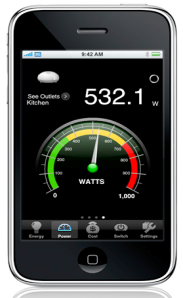 9:42 AM
See Outlets
Kitchen
532.1 W
WATTS
0
1,000
Energy
Power
Cost
Switch
Settings